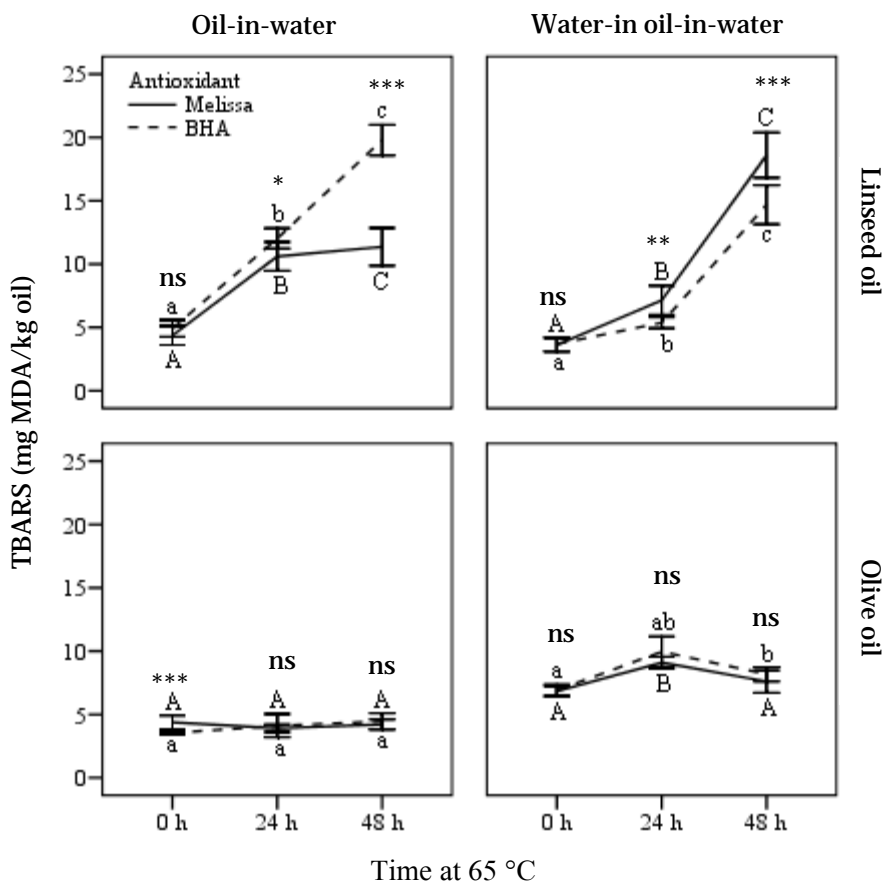 Oil-in-water
Water-in oil-in-water
TBARS (mg MDA/kg oil)
25
20
15
10
5
0
Antioxidant
Melissa
BHA
ns
a
A
*
b
B
***
c
C
ns
A
a
**
B
b
***
C
c
Linseed oil
25
20
15
10
5
0
***
A
a
ns
A
a
ns
A
a
ns
a
A
ns
ab
B
ns
b
A
Olive oil
0 h 24 h 48 h
0 h 24 h 48 h
Time at 65 °C